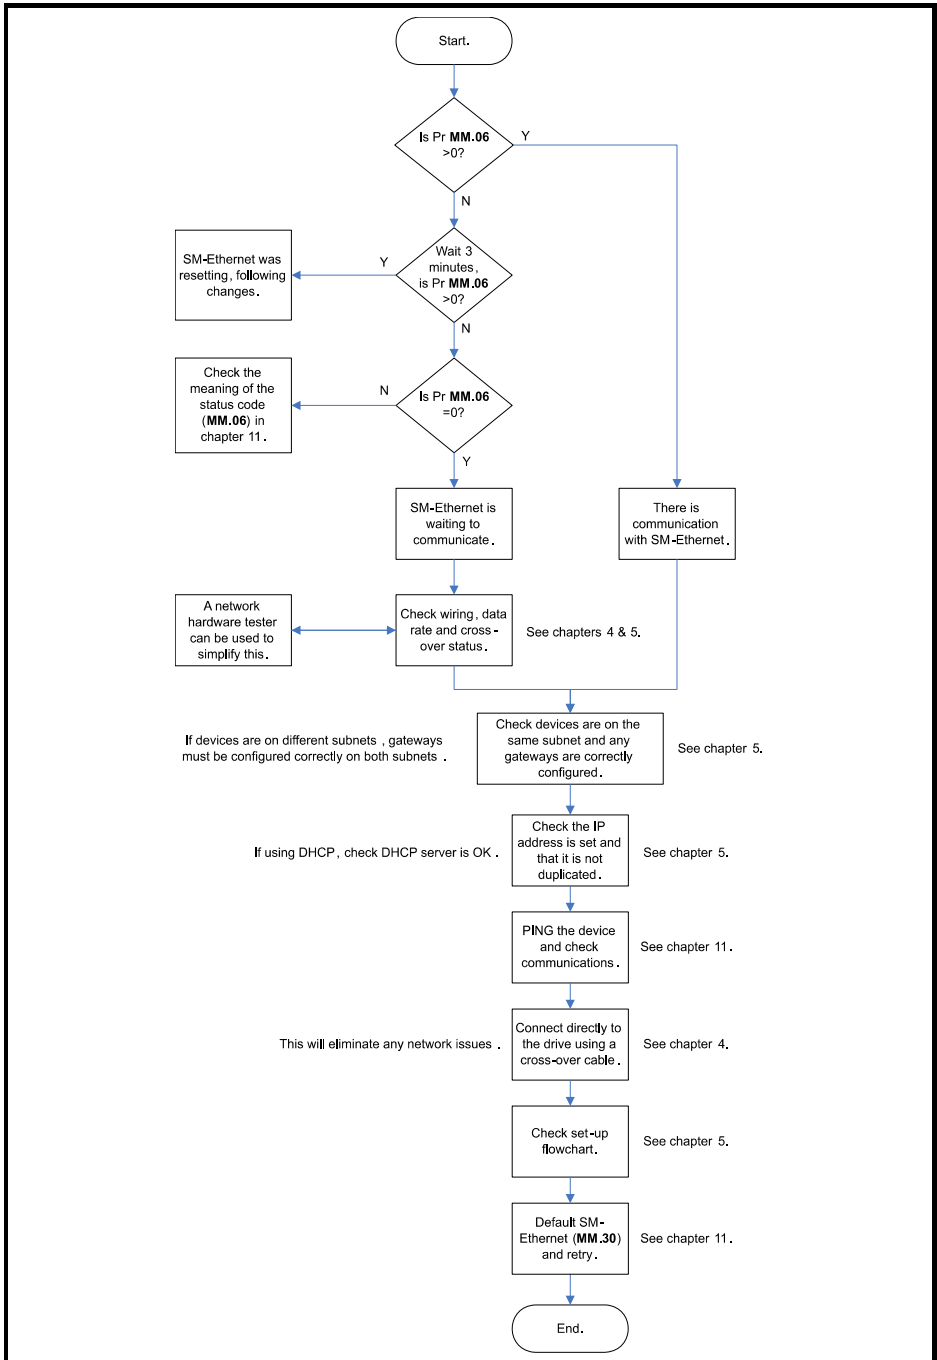 Start.
Is Pr MM.06
>0?
Y
N
Wait 3
minutes,
is Pr MM.06
>0?
Y
SM-Ethernet was
resetting, following
changes.
N
Is Pr MM.06
=0?
N
Check the
meaning of the
status code
(MM.06) in
chapter 11.
Y
SM-Ethernet is
waiting to
communicate.
There is
communication
with SM-Ethernet.
A network
hardware tester
can be used to
simplify this.
Check wiring, data
rate and cross-
over status.
See chapters 4 & 5.
If devices are on different subnets, gateways
must be configured correctly on both subnets.
Check devices are on the
same subnet and any
gateways are correctly
configured.
See chapter 5.
If using DHCP, check DHCP server is OK.
Check the IP
address is set and
that it is not
duplicated.
See chapter 5.
PING the device
and check
communications.
See chapter 11.
This will eliminate any network issues.
Connect directly to
the drive using a
cross-over cable.
See chapter 4.
Check set-up
flowchart.
See chapter 5.
Default SM-
Ethernet (MM.30)
and retry.
See chapter 11.
End.